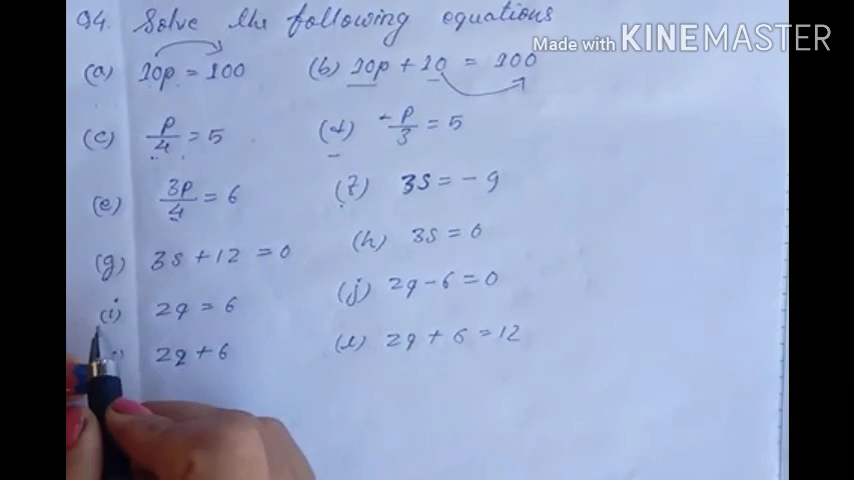 Q4. Solve the following equations
Made with KINEMASTER
(a) 10p = 100 (b) 10p + 10 = 100
(c) p/4 = 5 (d) -p/3 = 5
(e) 3p/4 = 6 (f) 3s = -9
(g) 3s + 12 = 0 (h) 3s = 0
(i) 2q = 6 (j) 2q - 6 = 0
2q + 6 (l) 2q + 6 = 12